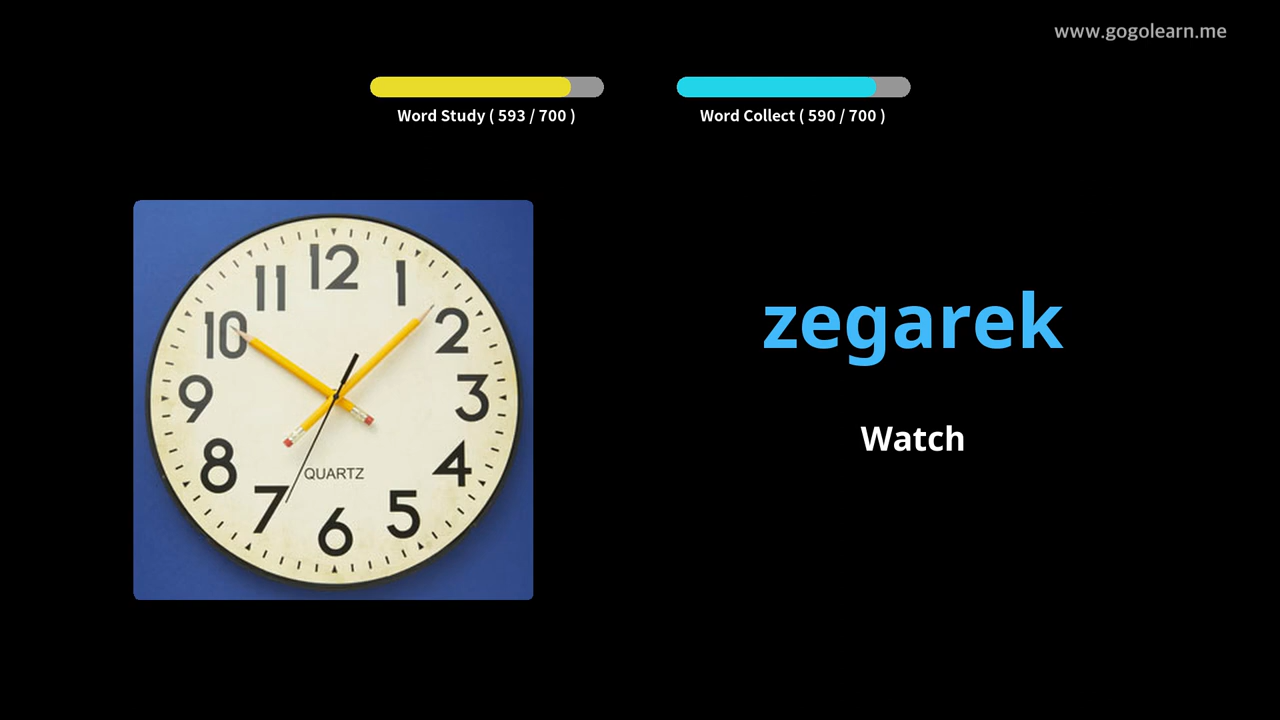 www.gogolearn.me
Word Study ( 593 / 700 )
Word Collect ( 590 / 700 )
12
11
1
10
2
9
3
8
4
QUARTZ
7
5
6
zegarek
Watch